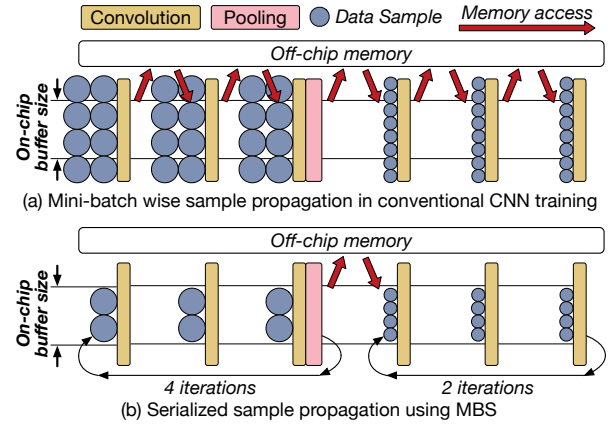 Convolution Pooling Data Sample Memory access
Off-chip memory
On-chip
buffer size
(a) Mini-batch wise sample propagation in conventional CNN training
Off-chip memory
On-chip
buffer size
4 iterations 2 iterations
(b) Serialized sample propagation using MBS